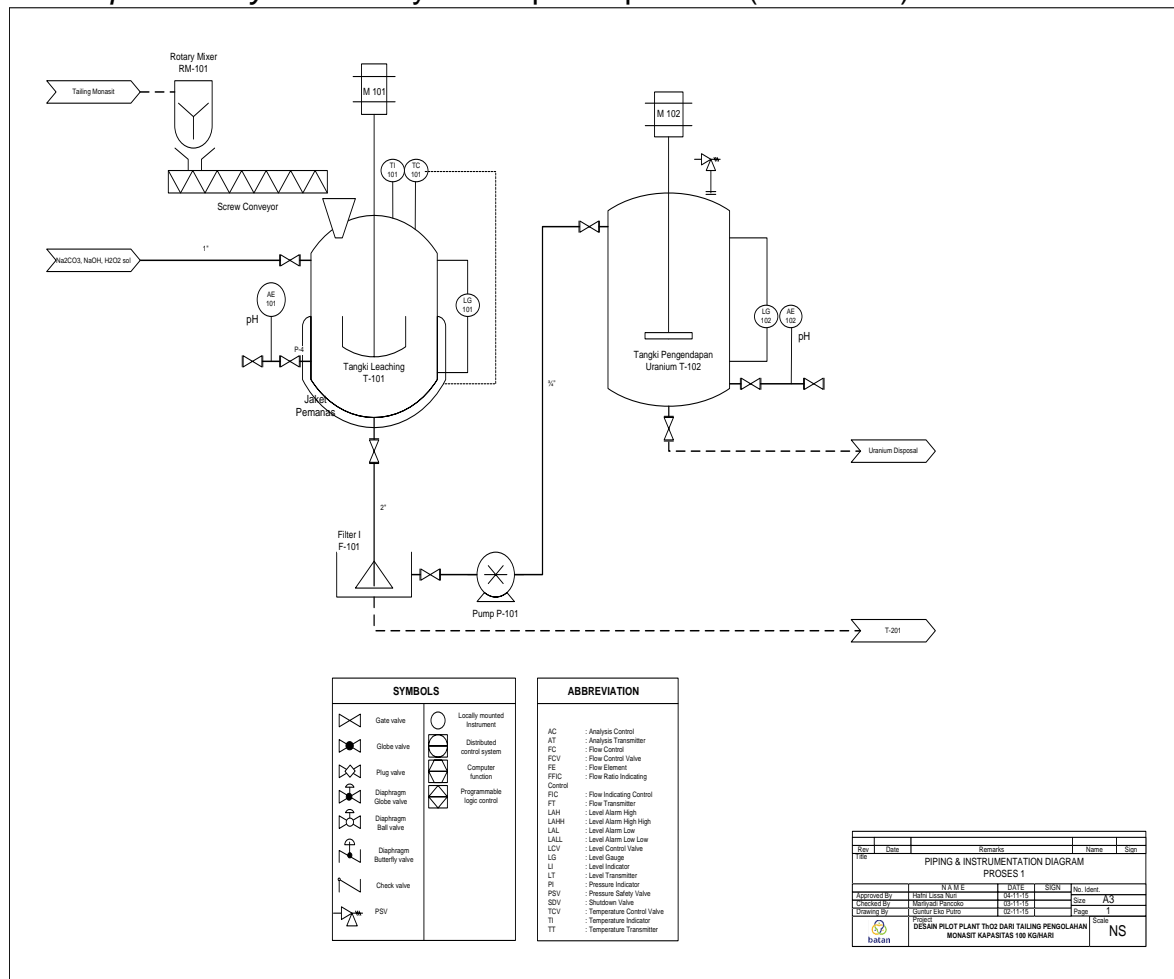 Rotary Mixer
RM-101
Tailing Monasit
M 101
M 102
TI
101
TC
101
Screw Conveyor
Na2CO3, NaOH, H2O2 sol
1"
AE
101
pH
P-4
LG
101
Tangki Leaching
T-101
Jaket
Pemanas
LG
102
AE
102
pH
Tangki Pengendapan
Uranium T-102
¾"
Uranium Disposal
2"
Filter I
F-101
Pump P-101
T-201
SYMBOLS
Gate valve
Globe valve
Plug valve
Diaphragm
Globe valve
Diaphragm
Ball valve
Diaphragm
Butterfly valve
Check valve
PSV
Locally mounted
Instrument
Distributed
control system
Computer
function
Programmable
logic control
ABBREVIATION
AC : Analysis Control
AT : Analysis Transmitter
FC : Flow Control
FCV : Flow Control Valve
FE : Flow Element
FFIC : Flow Ratio Indicating
Control
FIC : Flow Indicating Control
FT : Flow Transmitter
LAH : Level Alarm High
LAHH : Level Alarm High High
LAL : Level Alarm Low
LALL : Level Alarm Low Low
LCV : Level Control Valve
LG : Level Gauge
LI : Level Indicator
LT : Level Transmitter
PI : Pressure Indicator
PSV : Pressure Safety Valve
SDV : Shutdown Valve
TCV : Temperature Control Valve
TI : Temperature Indicator
TT : Temperature Transmitter
Rev Date Remarks Name Sign
Title
PIPING & INSTRUMENTATION DIAGRAM
PROSES 1
N A M E DATE SIGN No. Ident.
Approved By Hafni Lissa Nuri 04-11-15
Checked By Marliyadi Pancoko 03-11-15 Size A3
Drawing By Guntur Eko Putro 02-11-15 Page 1
batan
Project
DESAIN PILOT PLANT ThO2 DARI TAILING PENGOLAHAN
MONASIT KAPASITAS 100 KG/HARI
Scale
NS